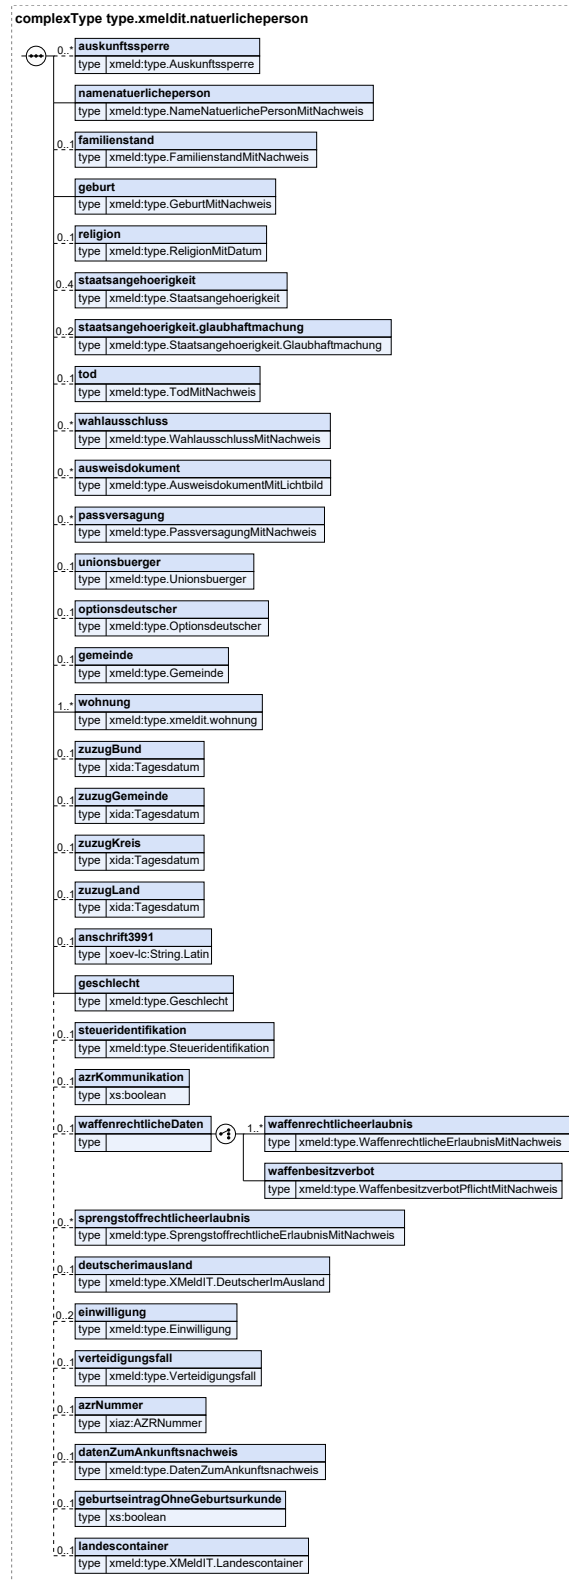 complexType type.xmeldit.natuerlicheperson
0..* auskunftssperre
type xmeld:type.Auskunftssperre
namenatuerlicheperson
type xmeld:type.NameNatuerlichePersonMitNachweis
0..1 familienstand
type xmeld:type.FamilienstandMitNachweis
geburt
type xmeld:type.GeburtMitNachweis
0..1 religion
type xmeld:type.ReligionMitDatum
0..4 staatsangehoerigkeit
type xmeld:type.Staatsangehoerigkeit
0..2 staatsangehoerigkeit.glaubhaftmachung
type xmeld:type.Staatsangehoerigkeit.Glaubhaftmachung
0..1 tod
type xmeld:type.TodMitNachweis
0..* wahlausschluss
type xmeld:type.WahlausschlussMitNachweis
0..* ausweisdokument
type xmeld:type.AusweisdokumentMitLichtbild
0..* passversagung
type xmeld:type.PassversagungMitNachweis
0..1 unionsbuerger
type xmeld:type.Unionsbuerger
0..1 optionsdeutscher
type xmeld:type.Optionsdeutscher
0..1 gemeinde
type xmeld:type.Gemeinde
1..* wohnung
type xmeld:type.xmeldit.wohnung
0..1 zuzugBund
type xida:Tagesdatum
0..1 zuzugGemeinde
type xida:Tagesdatum
0..1 zuzugKreis
type xida:Tagesdatum
0..1 zuzugLand
type xida:Tagesdatum
0..1 anschrift3991
type xoev-lc:String.Latin
geschlecht
type xmeld:type.Geschlecht
0..1 steueridentifikation
type xmeld:type.Steueridentifikation
0..1 azrKommunikation
type xs:boolean
0..1 waffenrechtlicheDaten
type
1..* waffenrechtlicheerlaubnis
type xmeld:type.WaffenrechtlicheErlaubnisMitNachweis
waffenbesitzverbot
type xmeld:type.WaffenbesitzverbotPflichtMitNachweis
0..* sprengstoffrechtlicheerlaubnis
type xmeld:type.SprengstoffrechtlicheErlaubnisMitNachweis
0..1 deutscherimausland
type xmeld:type.XMeldIT.DeutscherImAusland
0..2 einwilligung
type xmeld:type.Einwilligung
0..1 verteidigungsfall
type xmeld:type.Verteidigungsfall
0..1 azrNummer
type xiaz:AZRNummer
0..1 datenZumAnkunftsnachweis
type xmeld:type.DatenZumAnkunftsnachweis
0..1 geburtseintragOhneGeburtsurkunde
type xs:boolean
0..1 landescontainer
type xmeld:type.XMeldIT.Landescontainer